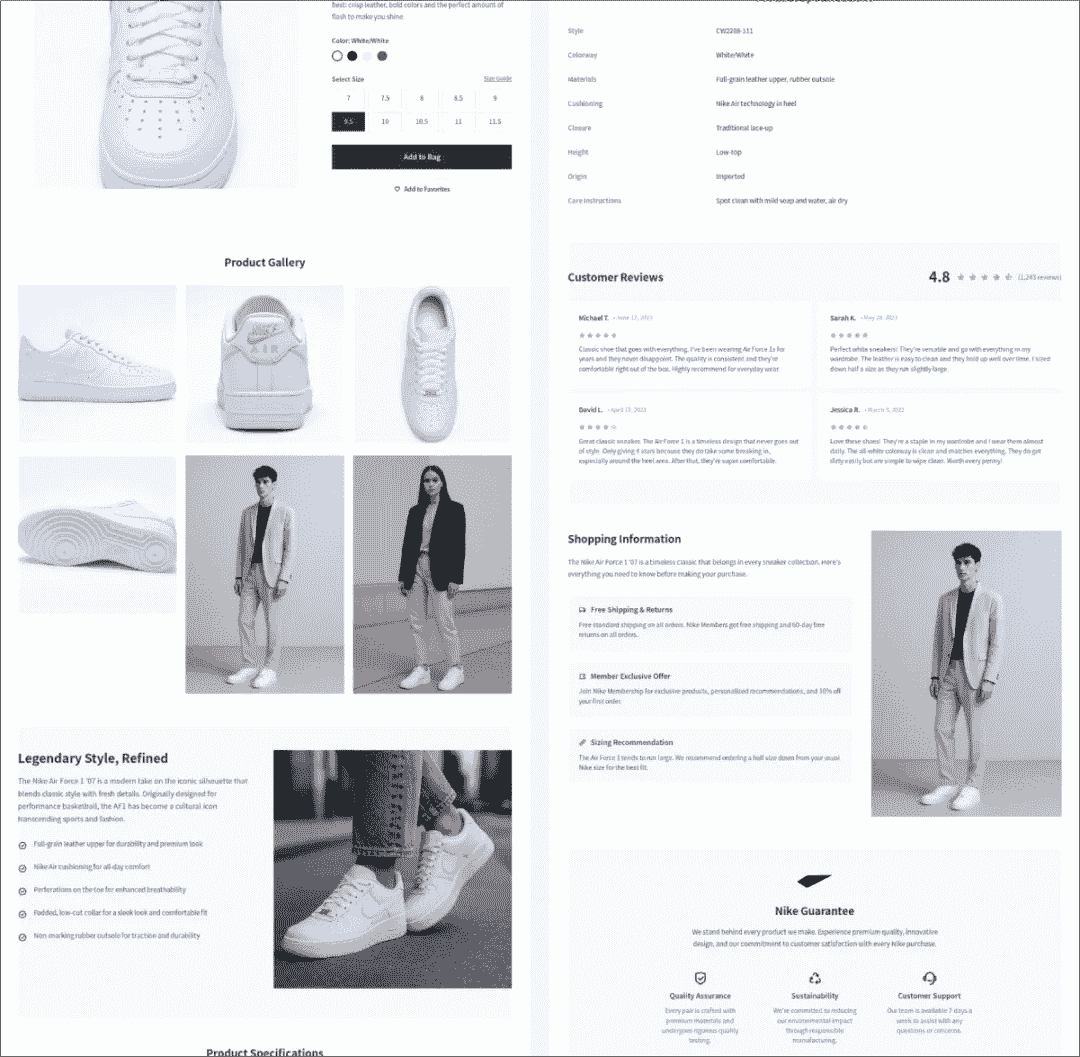 best: crisp leather, bold colors and the perfect amount of
flash to make you shine.
Color: White/White
Select Size
Size Guide
7 7.5 8 8.5 9
9.5 10 10.5 11 11.5
Add to Bag
Add to Favorites
Product Gallery
NIKE
AIR
Legendary Style, Refined
The Nike Air Force 1 '07 is a modern take on the iconic silhouette that
blends classic style with fresh details. Originally designed for
performance basketball, the AF1 has become a cultural icon
transcending sports and fashion.
Full-grain leather upper for durability and premium look
Nike Air cushioning for all-day comfort
Perforations on the toe for enhanced breathability
Padded, low-cut collar for a sleek look and comfortable fit
Non-marking rubber outsole for traction and durability
Product Specifications
Style CW2288-111
Colorway White/White
Materials Full-grain leather upper, rubber outsole
Cushioning Nike Air technology in heel
Closure Traditional lace-up
Height Low-top
Origin Imported
Care Instructions Spot clean with mild soap and water, air dry
Customer Reviews
4.8 (1,243 reviews)
Michael T. • June 12, 2023
Classic shoe that goes with everything. I've been wearing Air Force 1s for
years and they never disappoint. The quality is consistent and they're
comfortable right out of the box. Highly recommend for everyday wear.
Sarah K. • May 28, 2023
Perfect white sneakers! They're versatile and go with everything in my
wardrobe. The leather is easy to clean and they hold up well over time. I sized
down half a size as they run slightly large.
David L. • April 15, 2023
Great classic sneaker. The Air Force 1 is a timeless design that never goes out
of style. Only giving 4 stars because they do take some breaking in,
especially around the heel area. After that, they're super comfortable.
Jessica R. • March 3, 2022
Love these shoes! They're a staple in my wardrobe and I wear them almost
daily. The all-white colorway is clean and matches everything. They do get
dirty easily but are simple to wipe clean. Worth every penny!
Shopping Information
The Nike Air Force 1 '07 is a timeless classic that belongs in every sneaker collection. Here's
everything you need to know before making your purchase.
Free Shipping & Returns
Free standard shipping on all orders. Nike Members get free shipping and 60-day free
returns on all orders.
Member Exclusive Offer
Join Nike Membership for exclusive products, personalized recommendations, and 10% off
your first order.
Sizing Recommendation
The Air Force 1 tends to run large. We recommend ordering a half size down from your usual
Nike size for the best fit.
Nike Guarantee
We stand behind every product we make. Experience premium quality, innovative
design, and our commitment to customer satisfaction with every Nike purchase.
Quality Assurance
Every pair is crafted with
premium materials and
undergoes rigorous quality
testing.
Sustainability
We're committed to reducing
our environmental impact
through responsible
manufacturing.
Customer Support
Our team is available 7 days a
week to assist with any
questions or concerns.